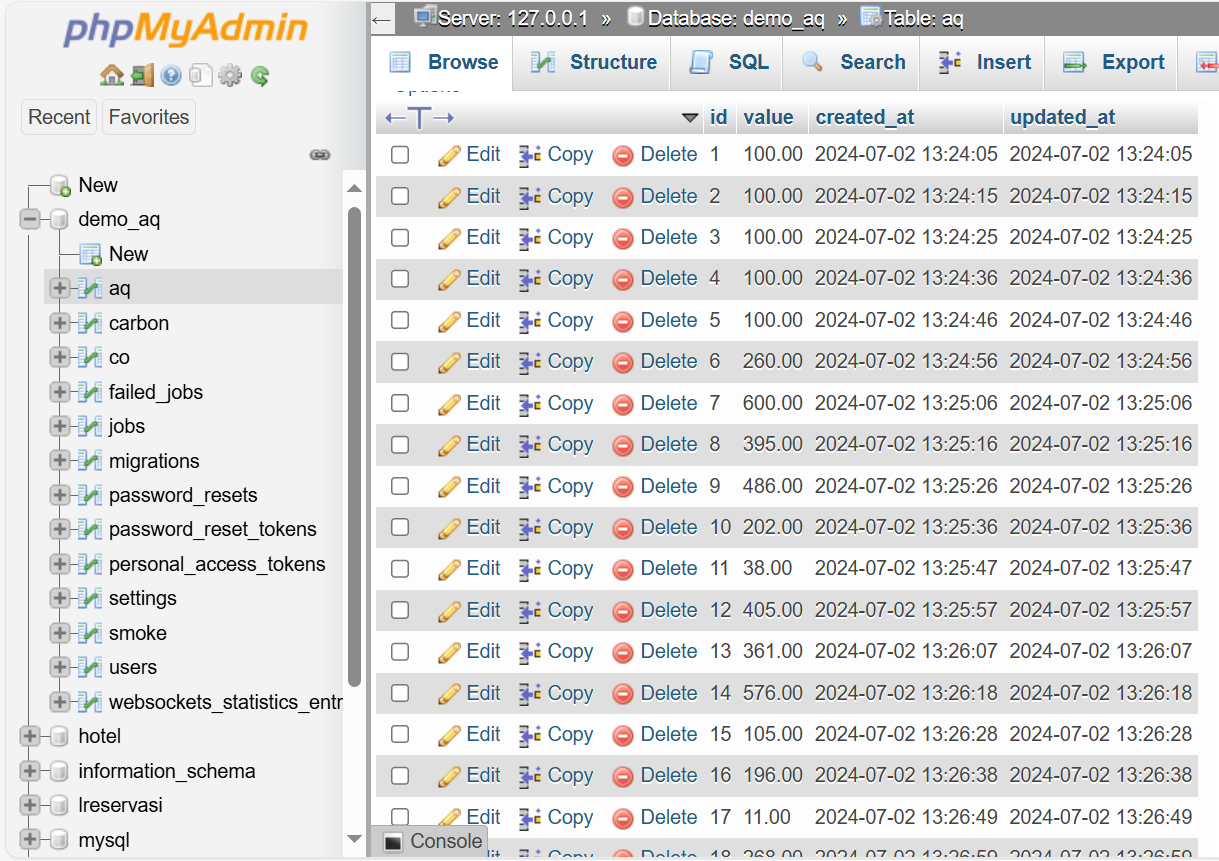 phpMyAdmin
Recent Favorites
New
demo_aq
New
aq
carbon
co
failed_jobs
jobs
migrations
password_resets
password_reset_tokens
personal_access_tokens
settings
smoke
users
websockets_statistics_entr
hotel
information_schema
lreservasi
mysql
Server: 127.0.0.1 » Database: demo_aq » Table: aq
Browse Structure SQL Search Insert Export
Options
←T→ id value created_at updated_at
Edit Copy Delete 1 100.00 2024-07-02 13:24:05 2024-07-02 13:24:05
Edit Copy Delete 2 100.00 2024-07-02 13:24:15 2024-07-02 13:24:15
Edit Copy Delete 3 100.00 2024-07-02 13:24:25 2024-07-02 13:24:25
Edit Copy Delete 4 100.00 2024-07-02 13:24:36 2024-07-02 13:24:36
Edit Copy Delete 5 100.00 2024-07-02 13:24:46 2024-07-02 13:24:46
Edit Copy Delete 6 260.00 2024-07-02 13:24:56 2024-07-02 13:24:56
Edit Copy Delete 7 600.00 2024-07-02 13:25:06 2024-07-02 13:25:06
Edit Copy Delete 8 395.00 2024-07-02 13:25:16 2024-07-02 13:25:16
Edit Copy Delete 9 486.00 2024-07-02 13:25:26 2024-07-02 13:25:26
Edit Copy Delete 10 202.00 2024-07-02 13:25:36 2024-07-02 13:25:36
Edit Copy Delete 11 38.00 2024-07-02 13:25:47 2024-07-02 13:25:47
Edit Copy Delete 12 405.00 2024-07-02 13:25:57 2024-07-02 13:25:57
Edit Copy Delete 13 361.00 2024-07-02 13:26:07 2024-07-02 13:26:07
Edit Copy Delete 14 576.00 2024-07-02 13:26:18 2024-07-02 13:26:18
Edit Copy Delete 15 105.00 2024-07-02 13:26:28 2024-07-02 13:26:28
Edit Copy Delete 16 196.00 2024-07-02 13:26:38 2024-07-02 13:26:38
Edit Copy Delete 17 11.00 2024-07-02 13:26:49 2024-07-02 13:26:49
Console
Copy Delete 18 268.00 2024-07-02 13:26:59 2024-07-02 13:26:59